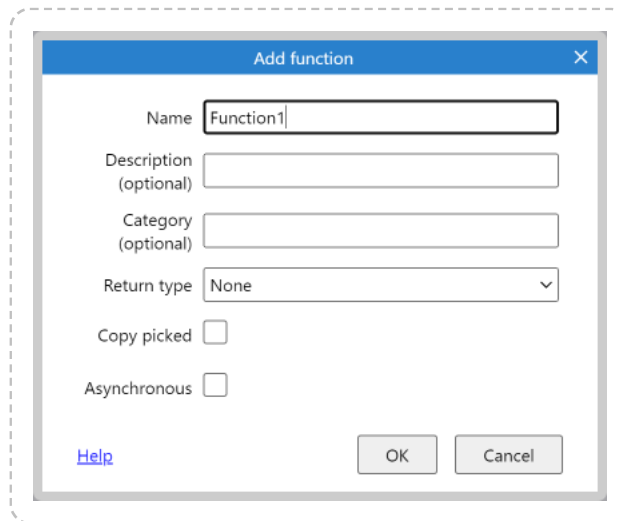 Add function
Name Function1
Description
(optional)
Category
(optional)
Return type None
Copy picked
Asynchronous
Help OK Cancel